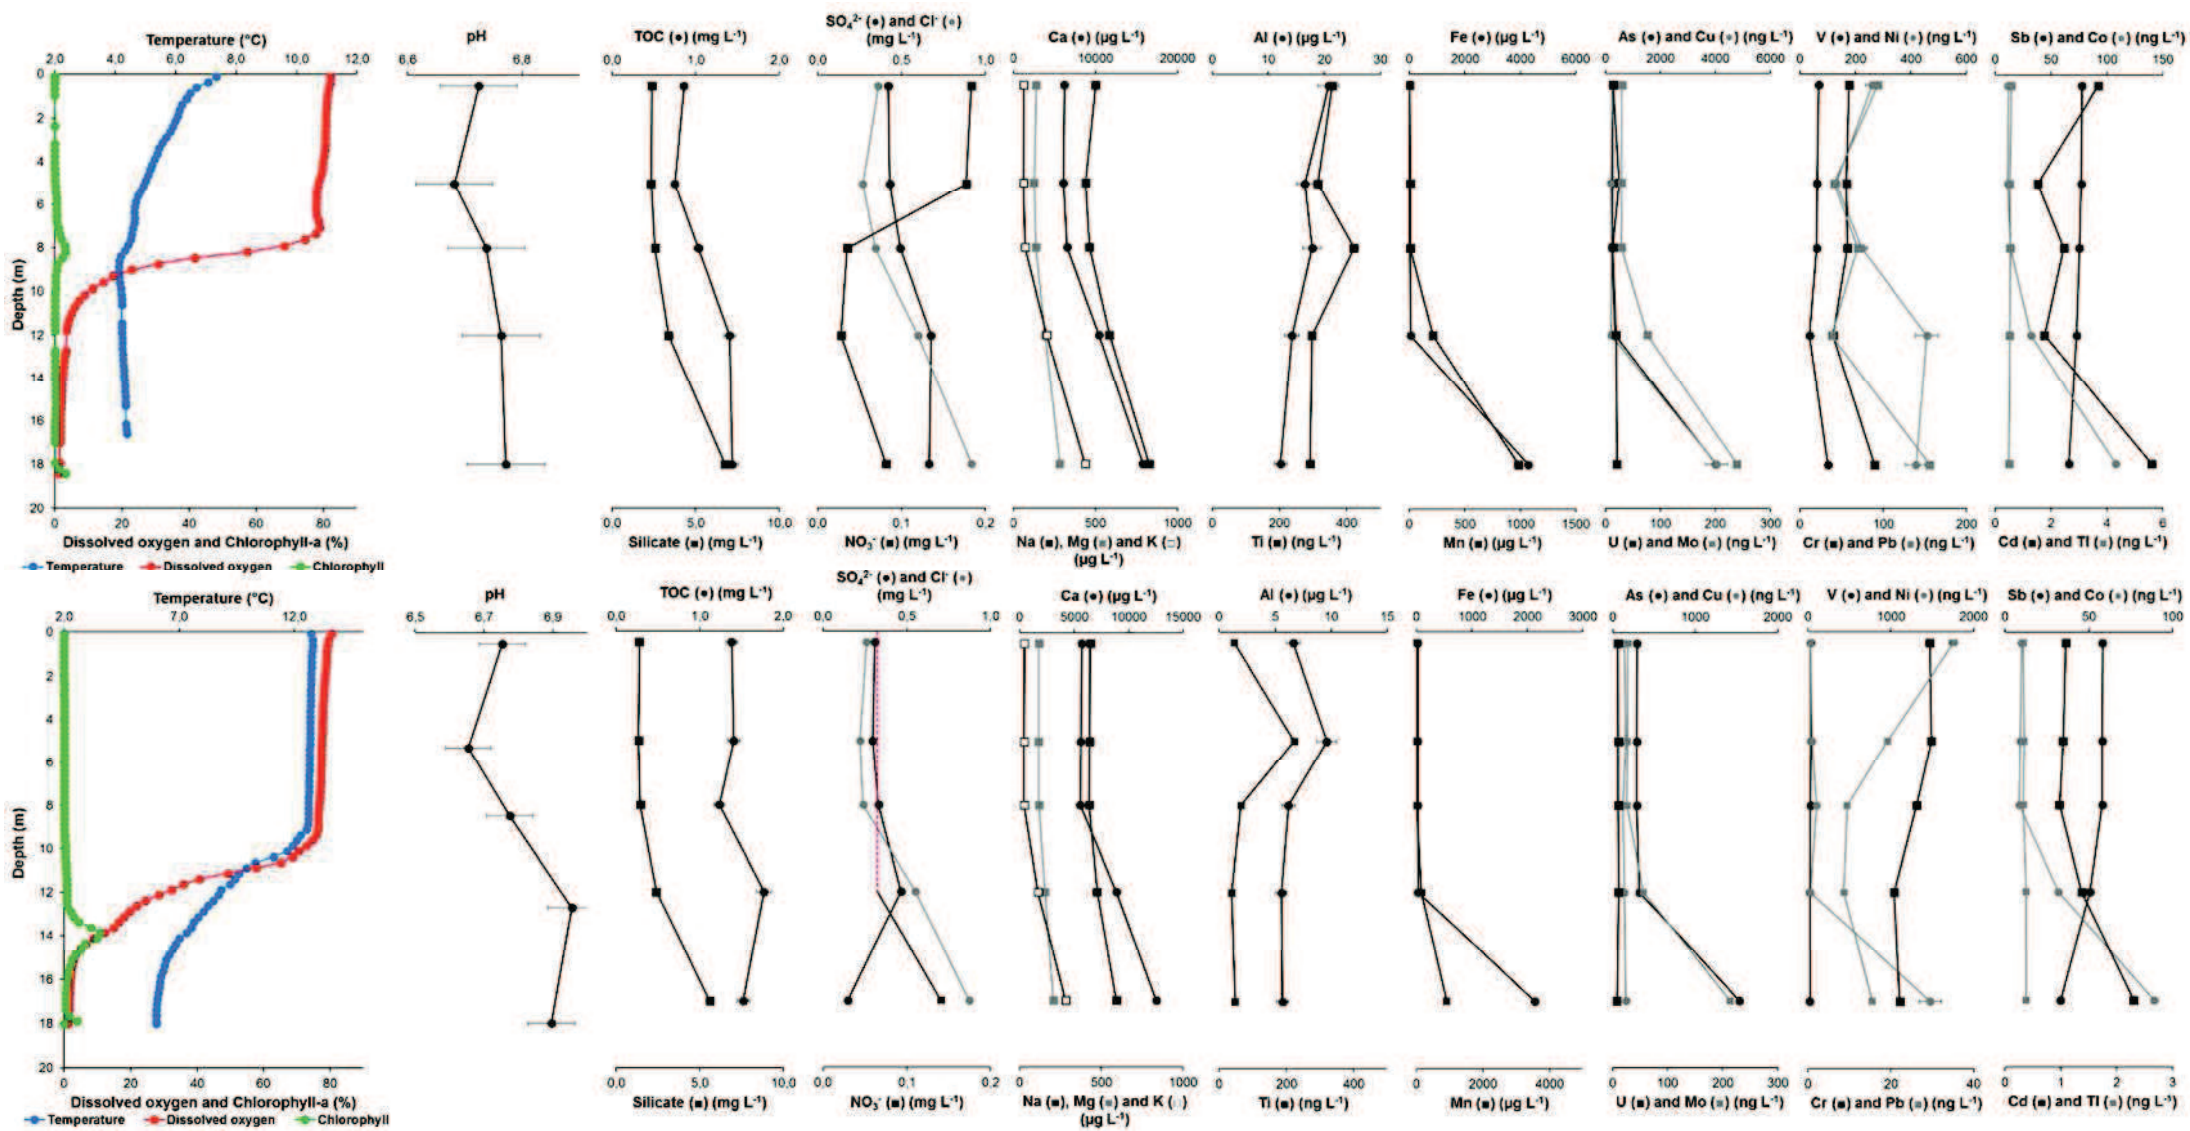 SO₄²⁻ (●) and Cl⁻ (●)
Temperature (°C) pH TOC (●) (mg L⁻¹) (mg L⁻¹) Ca (●) (µg L⁻¹) Al (●) (µg L⁻¹) Fe (●) (µg L⁻¹) As (●) and Cu (●) (ng L⁻¹) V (●) and Ni (●) (ng L⁻¹) Sb (●) and Co (●) (ng L⁻¹)
2,0 4,0 6,0 8,0 10,0 12,0 6,6 6,8 0,0 1,0 2,0 0,0 0,5 1,0 0 10000 20000 0 10 20 30 0 2000 4000 6000 0 2000 4000 6000 0 200 400 600 0 50 100 150
0
2
4
6
8
10
12
14
16
18
20
Depth (m)
0 20 40 60 80 0,0 5,0 10,0 0,0 0,1 0,2 0 500 1000 0 200 400 0 500 1000 1500 0 100 200 300 0 100 200 0 2 4 6
Dissolved oxygen and Chlorophyll-a (%) Silicate (■) (mg L⁻¹) NO₃⁻ (■) (mg L⁻¹) Na (■), Mg (■) and K (□) Ti (■) (ng L⁻¹) Mn (■) (µg L⁻¹) U (■) and Mo (■) (ng L⁻¹) Cr (■) and Pb (■) (ng L⁻¹) Cd (■) and Tl (■) (ng L⁻¹)
(µg L⁻¹)
Temperature Dissolved oxygen Chlorophyll
SO₄²⁻ (●) and Cl⁻ (●)
Temperature (°C) pH TOC (●) (mg L⁻¹) (mg L⁻¹) Ca (●) (µg L⁻¹) Al (●) (µg L⁻¹) Fe (●) (µg L⁻¹) As (●) and Cu (●) (ng L⁻¹) V (●) and Ni (●) (ng L⁻¹) Sb (●) and Co (●) (ng L⁻¹)
2,0 7,0 12,0 6,5 6,7 6,9 0,0 1,0 2,0 0,0 0,5 1,0 0 5000 10000 15000 0 5 10 15 0 1000 2000 3000 0 1000 2000 0 1000 2000 0 50 100
0
2
4
6
8
10
12
14
16
18
20
Depth (m)
0 20 40 60 80 0,0 5,0 10,0 0,0 0,1 0,2 0 500 1000 0 200 400 0 2000 4000 0 100 200 300 0 20 40 0 1 2 3
Dissolved oxygen and Chlorophyll-a (%) Silicate (■) (mg L⁻¹) NO₃⁻ (■) (mg L⁻¹) Na (■), Mg (■) and K (□) Ti (■) (ng L⁻¹) Mn (■) (µg L⁻¹) U (■) and Mo (■) (ng L⁻¹) Cr (■) and Pb (■) (ng L⁻¹) Cd (■) and Tl (■) (ng L⁻¹)
(µg L⁻¹)
Temperature Dissolved oxygen Chlorophyll